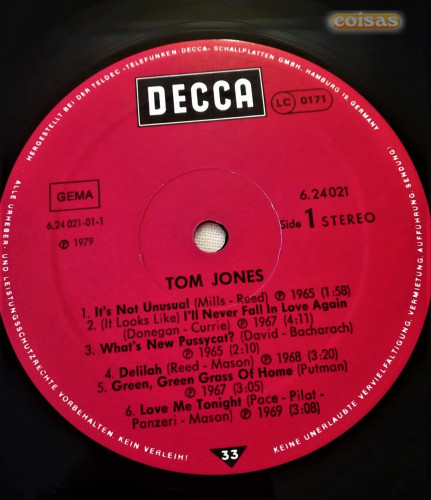 coisas
HERGESTELLT BEI DER TELDEC »TELEFUNKEN-DECCA« SCHALLPLATTEN GMBH, HAMBURG 19, GERMANY
DECCA
LC 0171
GEMA
6.24 021-01-1
℗ 1979
6.24 021
Side 1 STEREO
TOM JONES
1. It's Not Unusual (Mills - Reed) ℗ 1965 (1:58)
2. (It Looks Like) I'll Never Fall In Love Again
(Donegan - Currie) ℗ 1967 (4:11)
3. What's New Pussycat? (David - Bacharach)
℗ 1965 (2:10)
4. Delilah (Reed - Mason) ℗ 1968 (3:20)
5. Green, Green Grass Of Home (Putman)
℗ 1967 (3:05)
6. Love Me Tonight (Pace - Pilat -
Panzeri - Mason) ℗ 1969 (3:08)
33
ALLE URHEBER- UND LEISTUNGSSCHUTZRECHTE VORBEHALTEN. KEIN VERLEIH!
KEINE UNERLAUBTE VERVIELFÄLTIGUNG, VERMIETUNG, AUFFÜHRUNG, SENDUNG!